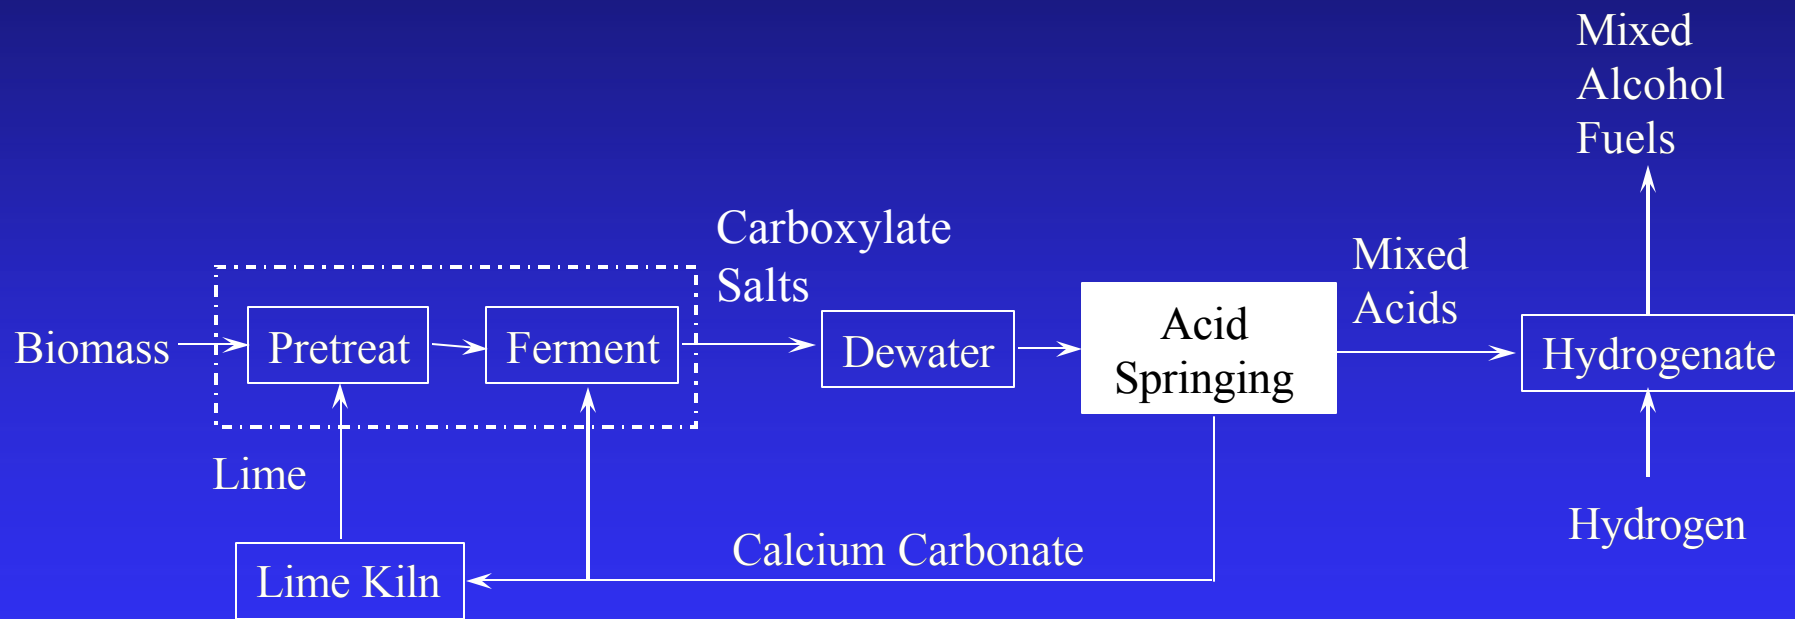 Mixed
Alcohol
Fuels
Carboxylate
Salts
Mixed
Acids
Biomass
Pretreat
Ferment
Dewater
Acid
Springing
Hydrogenate
Lime
Calcium Carbonate
Hydrogen
Lime Kiln